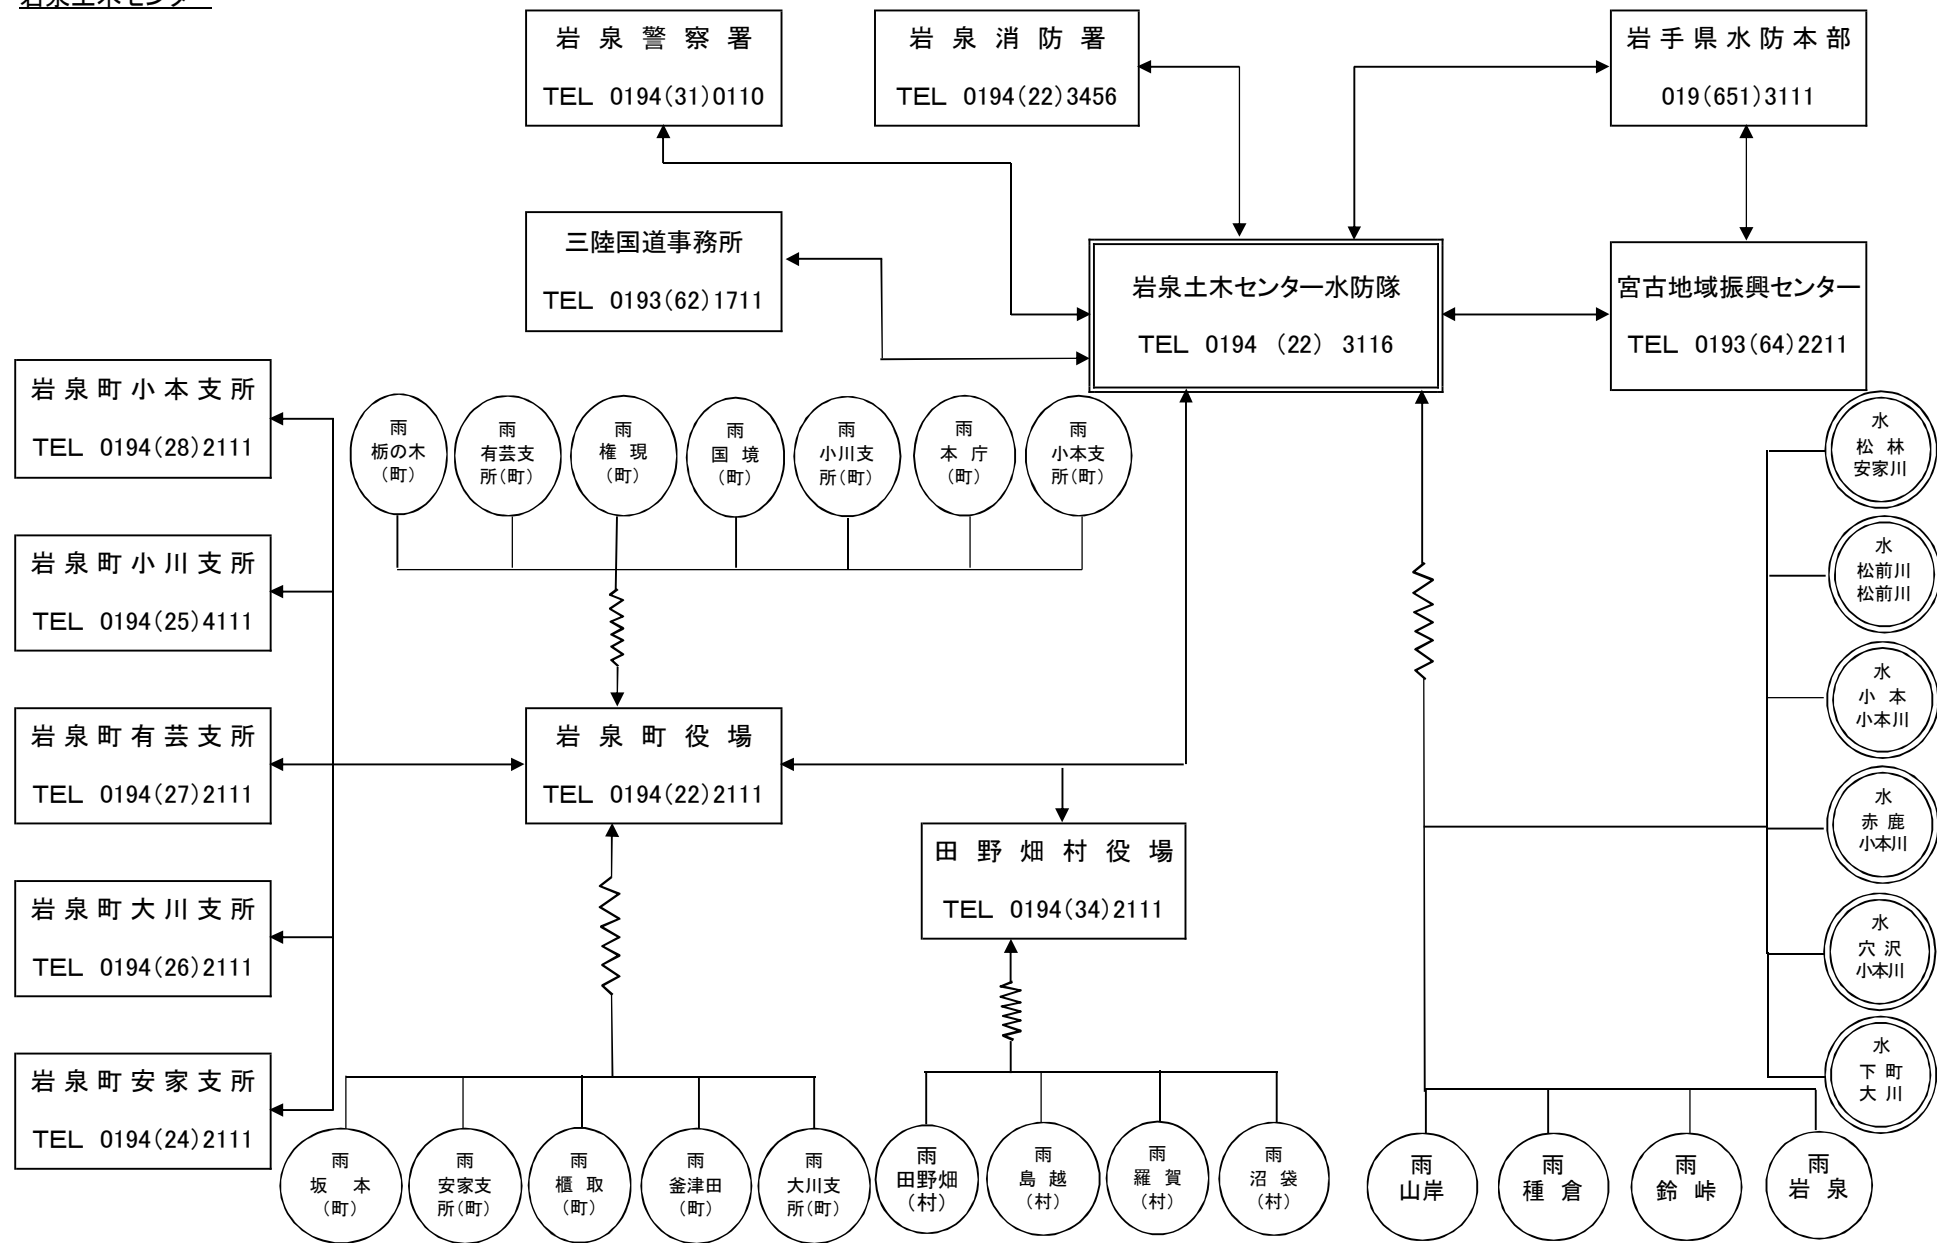 岩泉土木センター
岩泉警察署
TEL 0194(31)0110
岩泉消防署
TEL 0194(22)3456
岩手県水防本部
019(651)3111
三陸国道事務所
TEL 0193(62)1711
岩泉土木センター水防隊
TEL 0194 (22) 3116
宮古地域振興センター
TEL 0193(64)2211
岩泉町小本支所
TEL 0194(28)2111
岩泉町小川支所
TEL 0194(25)4111
岩泉町有芸支所
TEL 0194(27)2111
岩泉町大川支所
TEL 0194(26)2111
岩泉町安家支所
TEL 0194(24)2111
雨
栃の木
(町)
雨
有芸支
所(町)
雨
権現
(町)
雨
国境
(町)
雨
小川支
所(町)
雨
本庁
(町)
雨
小本支
所(町)
岩泉町役場
TEL 0194(22)2111
田野畑村役場
TEL 0194(34)2111
水
松林
安家川
水
松前川
松前川
水
小本
小本川
水
赤鹿
小本川
水
穴沢
小本川
水
下町
大川
雨
坂本
(町)
雨
安家支
所(町)
雨
櫃取
(町)
雨
釜津田
(町)
雨
大川支
所(町)
雨
田野畑
(村)
雨
島越
(村)
雨
羅賀
(村)
雨
沼袋
(村)
雨
山岸
雨
種倉
雨
鈴峠
雨
岩泉